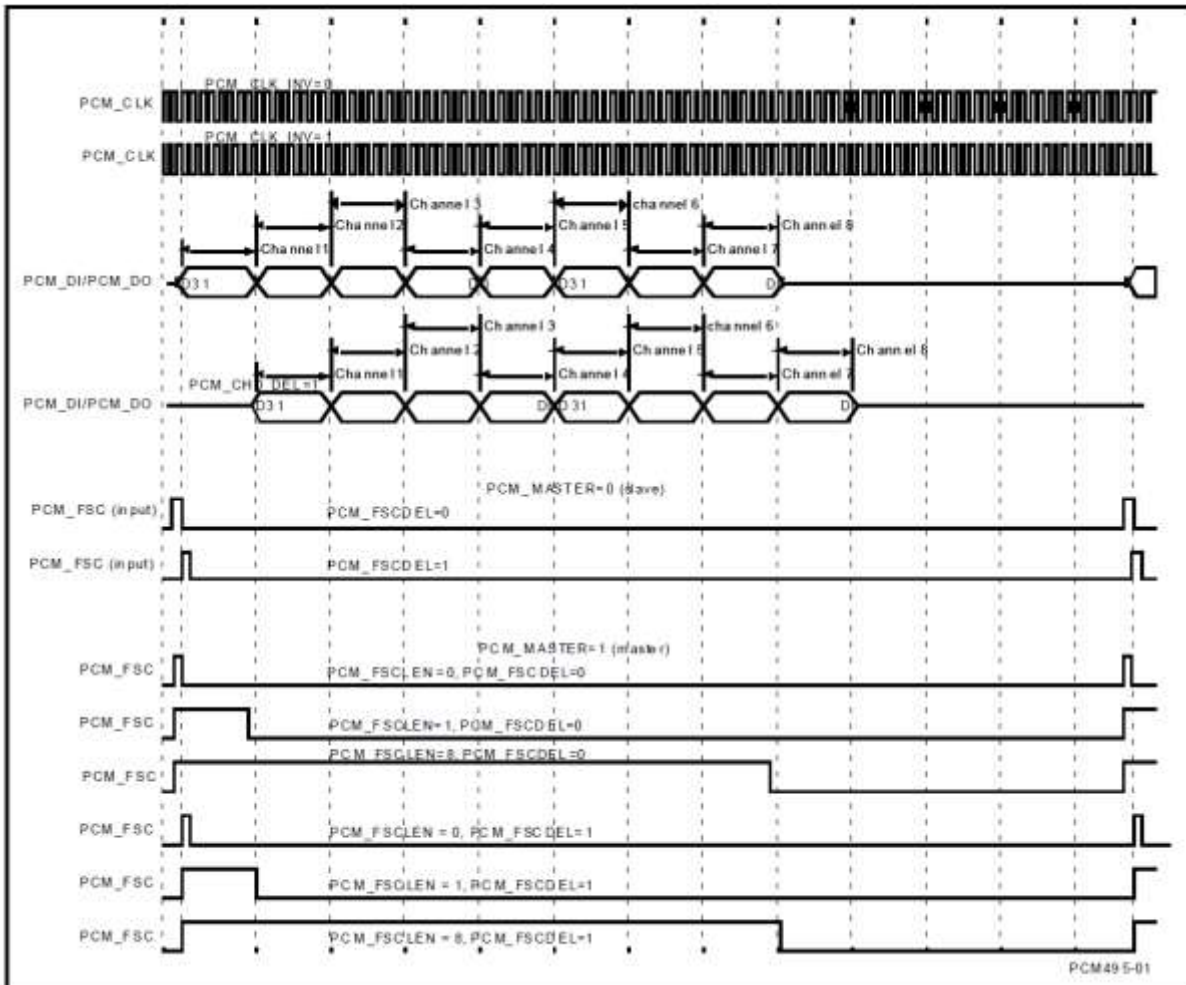 PCM_CLK_INV=0
PCM_CLK
PCM_CLK_INV=1
PCM_CLK
Channel 3
channel 6
Channel 2
Channel 5
Channel 8
Channel 1
Channel 4
Channel 7
PCM_DI/PCM_DO
D31
D31
Channel 3
channel 6
Channel 2
Channel 5
Channel 8
PCM_CH0_DEL=1
Channel 1
Channel 4
Channel 7
PCM_DI/PCM_DO
D31
D
D31
D
PCM_MASTER=0 (slave)
PCM_FSC (input)
PCM_FSCDEL=0
PCM_FSC (input)
PCM_FSCDEL=1
PCM_MASTER=1 (master)
PCM_FSC
PCM_FSCLEN=0, PCM_FSCDEL=0
PCM_FSC
PCM_FSCLEN=1, PCM_FSCDEL=0
PCM_FSCLEN=8, PCM_FSCDEL=0
PCM_FSC
PCM_FSC
PCM_FSCLEN = 0, PCM_FSCDEL=1
PCM_FSC
PCM_FSCLEN = 1, PCM_FSCDEL=1
PCM_FSC
PCM_FSCLEN = 8, PCM_FSCDEL=1
PCM495-01